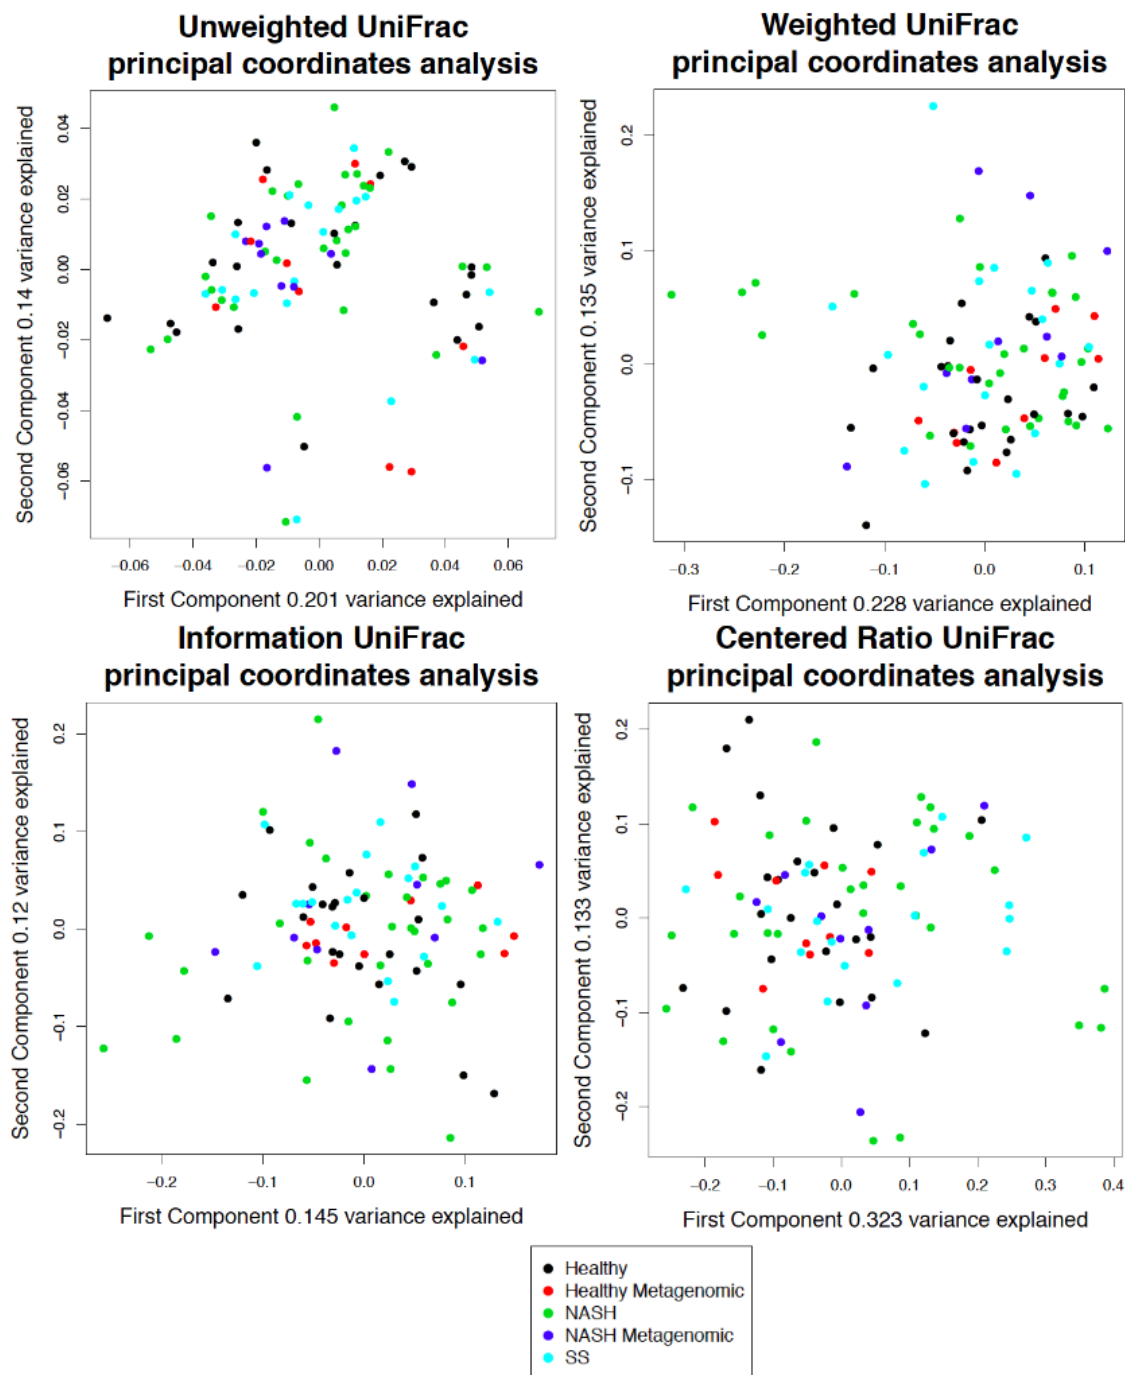 Unweighted UniFrac
principal coordinates analysis
Second Component 0.14 variance explained
0.04
0.02
0.00
−0.02
−0.04
−0.06
−0.06 −0.04 −0.02 0.00 0.02 0.04 0.06
First Component 0.201 variance explained
Weighted UniFrac
principal coordinates analysis
Second Component 0.135 variance explained
0.2
0.1
0.0
−0.1
−0.3 −0.2 −0.1 0.0 0.1
First Component 0.228 variance explained
Information UniFrac
principal coordinates analysis
Second Component 0.12 variance explained
0.2
0.1
0.0
−0.1
−0.2
−0.2 −0.1 0.0 0.1
First Component 0.145 variance explained
Centered Ratio UniFrac
principal coordinates analysis
Second Component 0.133 variance explained
0.2
0.1
0.0
−0.1
−0.2
−0.2 −0.1 0.0 0.1 0.2 0.3 0.4
First Component 0.323 variance explained
Healthy
Healthy Metagenomic
NASH
NASH Metagenomic
SS